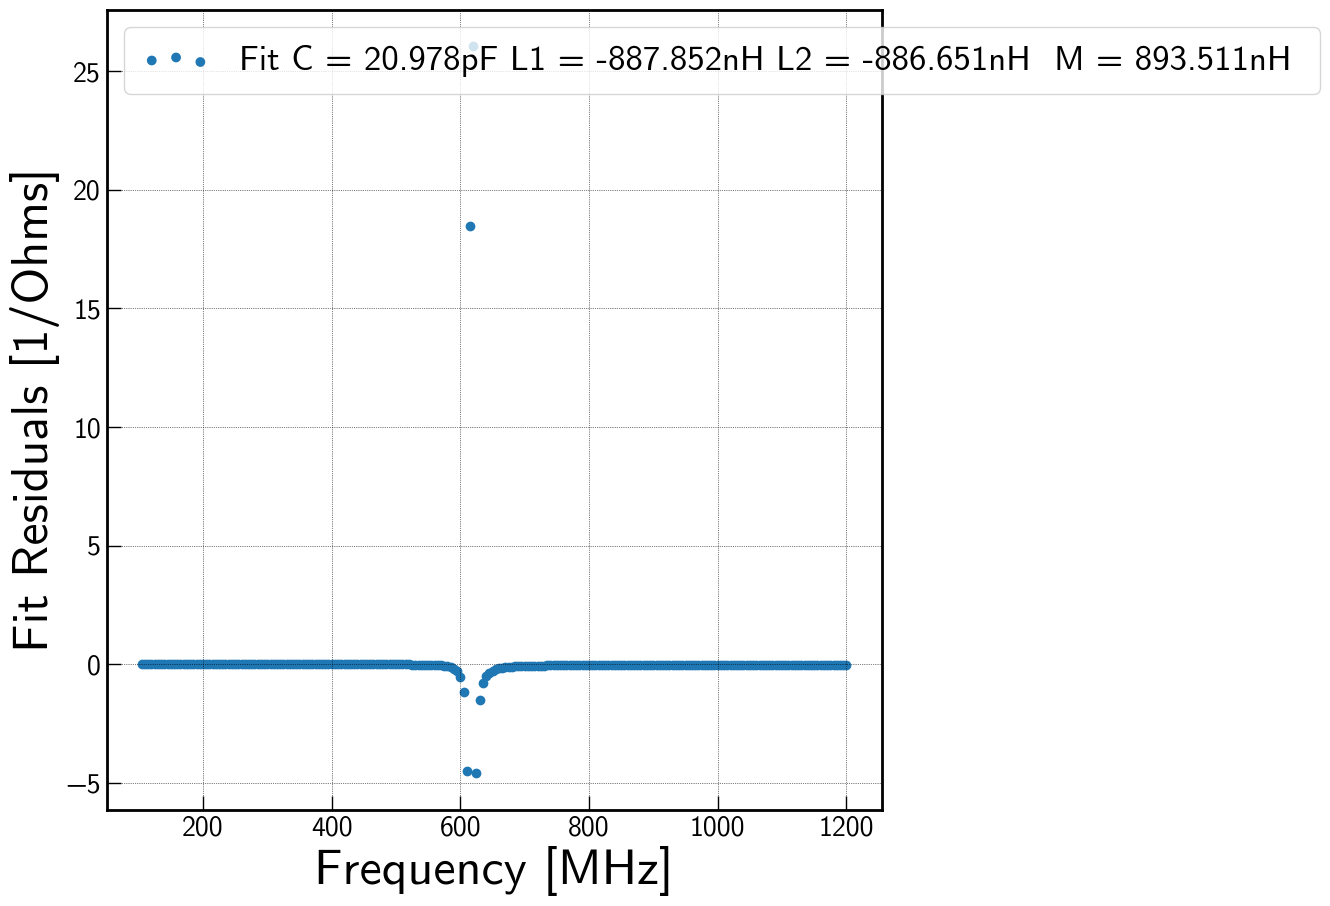 Fit C = 20.978pF L1 = -887.852nH L2 = -886.651nH M = 893.511nH
25
20
15
10
5
0
−5
Fit Residuals [1/Ohms]
200 400 600 800 1000 1200
Frequency [MHz]